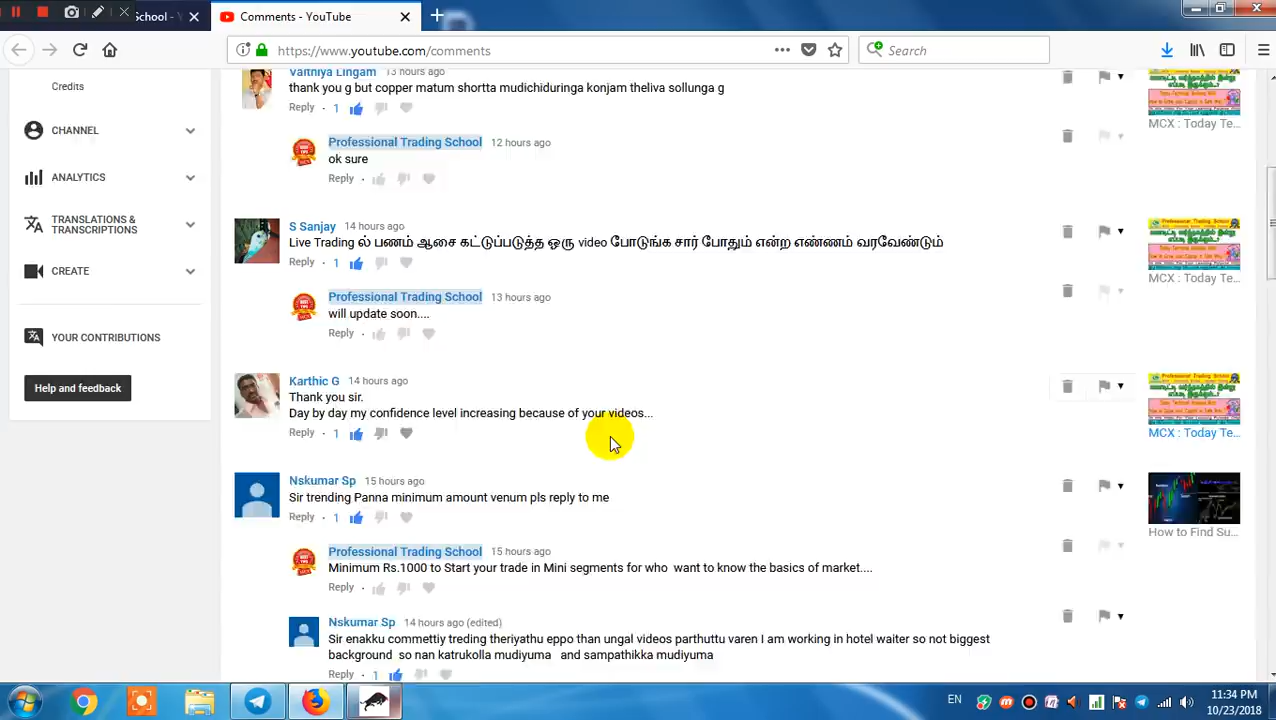 chool -
Comments - YouTube
https://www.youtube.com/comments
Search
Credits
CHANNEL
ANALYTICS
TRANSLATIONS &
TRANSCRIPTIONS
CREATE
YOUR CONTRIBUTIONS
Help and feedback
Vaithiya Lingam 13 hours ago
thank you g but copper matum shorttamudichiduringa konjam theliva sollunga g
Reply · 1
MCX : Today Te...
Professional Trading School 12 hours ago
ok sure
Reply ·
S Sanjay 14 hours ago
Live Trading ல் பணம் ஆசை கட்டுப்படுத்த ஒரு video போடுங்க சார் போதும் என்ற எண்ணம் வரவேண்டும்
Reply · 1
MCX : Today Te...
Professional Trading School 13 hours ago
will update soon....
Reply ·
Karthic G 14 hours ago
Thank you sir.
Day by day my confidence level increasing because of your videos...
Reply · 1
MCX : Today Te...
Nskumar Sp 15 hours ago
Sir trending Panna minimum amount venum pls reply to me
Reply · 1
How to Find Su...
Professional Trading School 15 hours ago
Minimum Rs.1000 to Start your trade in Mini segments for who want to know the basics of market....
Reply ·
Nskumar Sp 14 hours ago (edited)
Sir enakku commettiy treding theriyathu eppo than ungal videos parthuttu varen I am working in hotel waiter so not biggest
background so nan katrukolla mudiyuma and sampathikka mudiyuma
Reply · 1
EN
11:34 PM
10/23/2018